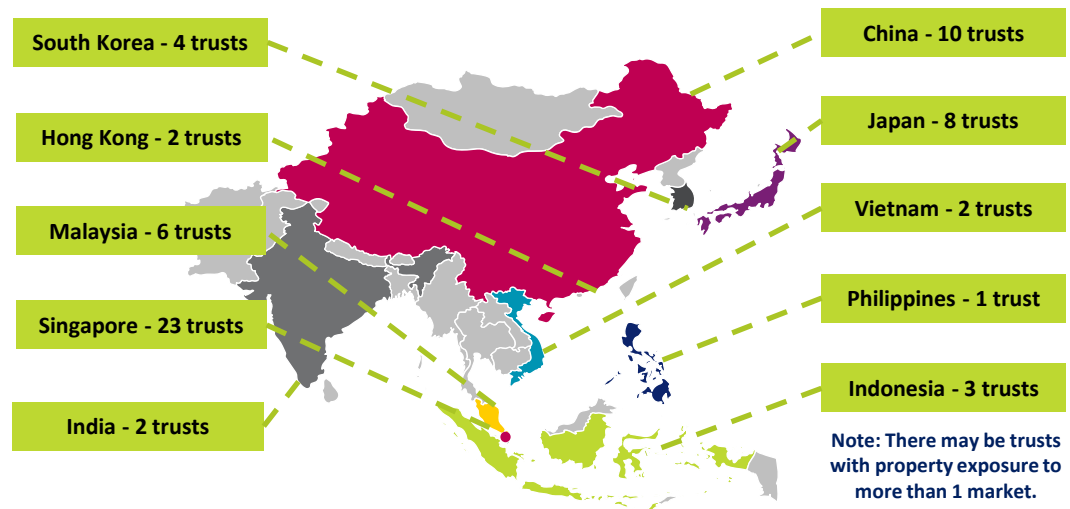 South Korea - 4 trusts
Hong Kong - 2 trusts
Malaysia - 6 trusts
Singapore - 23 trusts
India - 2 trusts
China - 10 trusts
Japan - 8 trusts
Vietnam - 2 trusts
Philippines - 1 trust
Indonesia - 3 trusts
Note: There may be trusts
with property exposure to
more than 1 market.